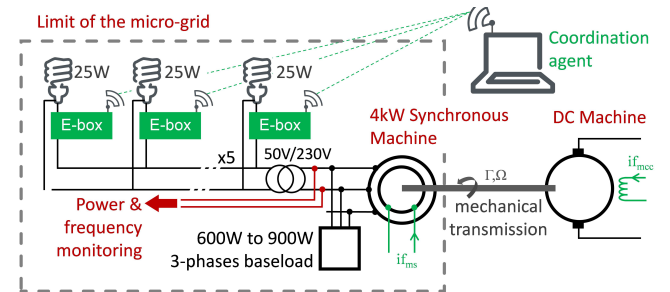 Limit of the micro-grid
Coordination
agent
25W
25W
25W
E-box
E-box
E-box
4kW Synchronous
Machine
DC Machine
x5
50V/230V
Γ,Ω
if_mcc
Power &
frequency
monitoring
mechanical
transmission
600W to 900W
3-phases baseload
if_ms